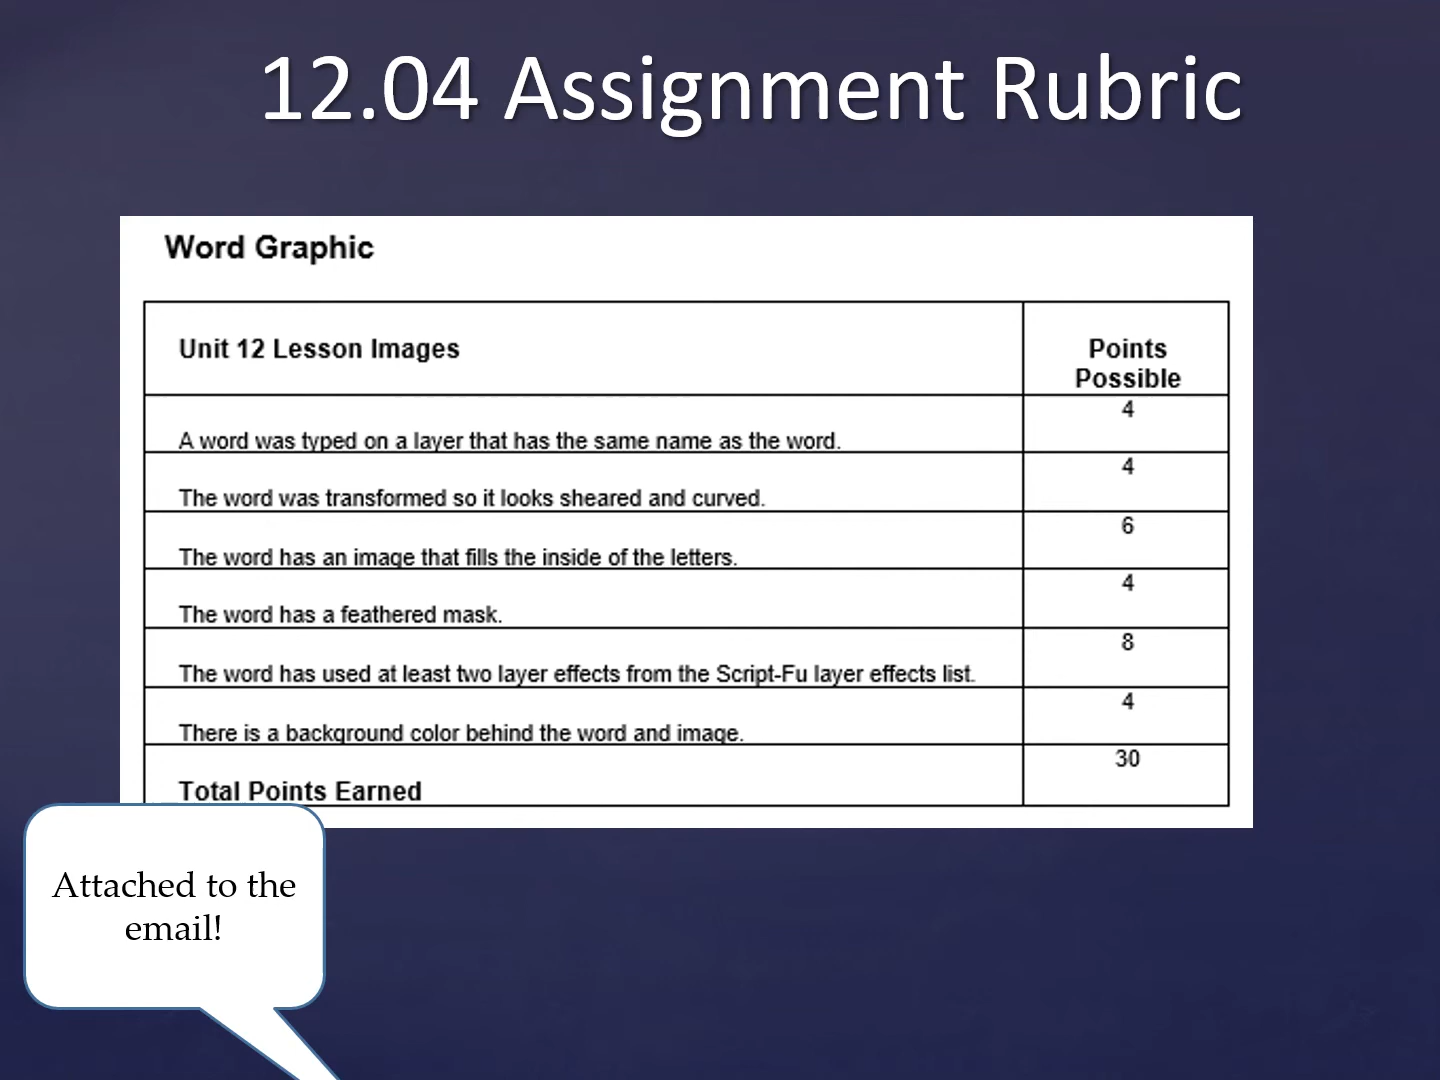 12.04 Assignment Rubric
Word Graphic
Unit 12 Lesson Images
Points
Possible
A word was typed on a layer that has the same name as the word.
4
The word was transformed so it looks sheared and curved.
4
The word has an image that fills the inside of the letters.
6
The word has a feathered mask.
4
The word has used at least two layer effects from the Script-Fu layer effects list.
8
There is a background color behind the word and image.
4
Total Points Earned
30
Attached to the
email!